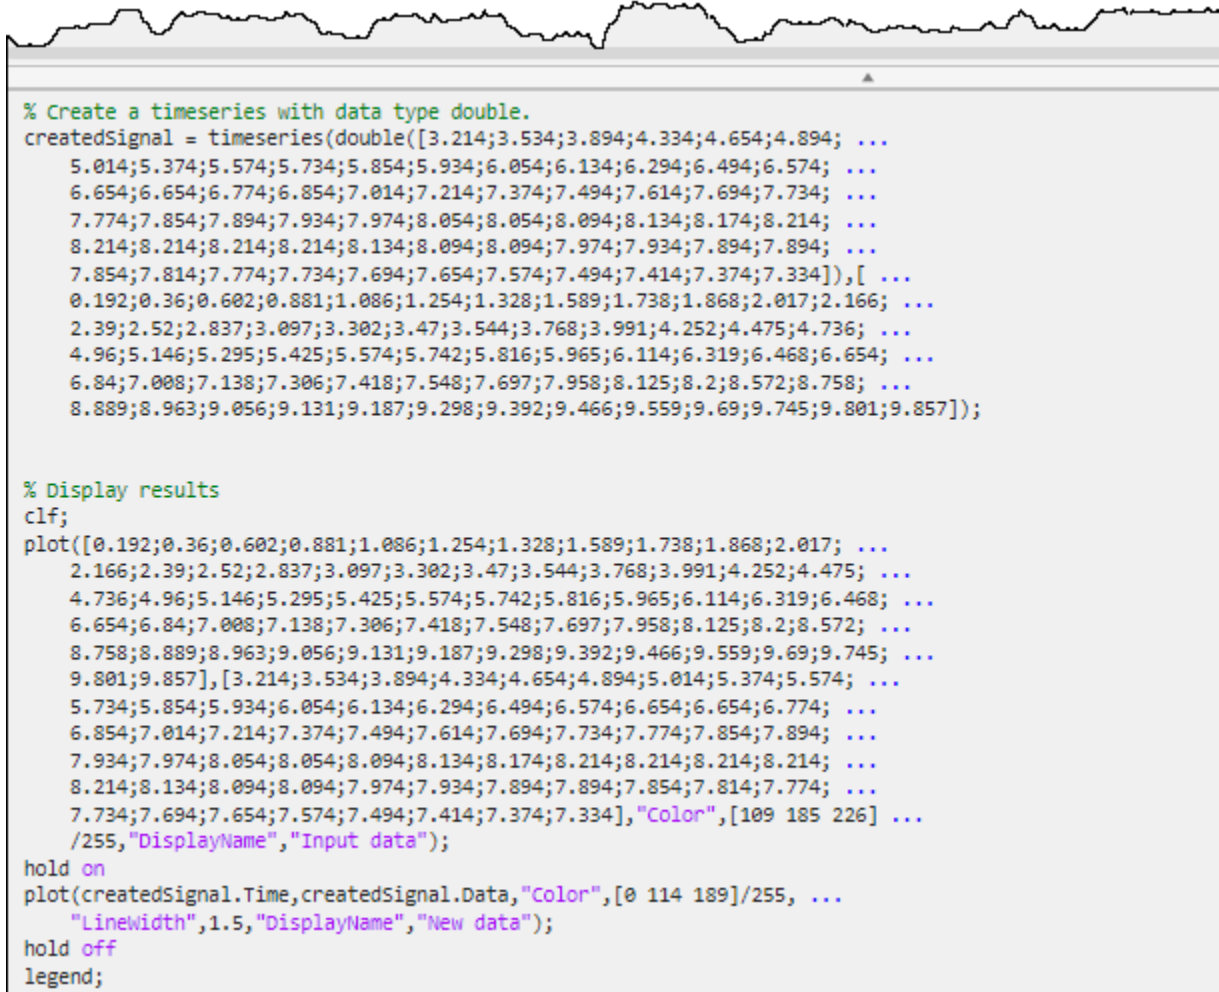 % Create a timeseries with data type double.
createdSignal = timeseries(double([3.214;3.534;3.894;4.334;4.654;4.894; ...
5.014;5.374;5.574;5.734;5.854;5.934;6.054;6.134;6.294;6.494;6.574; ...
6.654;6.654;6.774;6.854;7.014;7.214;7.374;7.494;7.614;7.694;7.734; ...
7.774;7.854;7.894;7.934;7.974;8.054;8.054;8.094;8.134;8.174;8.214; ...
8.214;8.214;8.214;8.214;8.134;8.094;8.094;7.974;7.934;7.894;7.894; ...
7.854;7.814;7.774;7.734;7.694;7.654;7.574;7.494;7.414;7.374;7.334]),[ ...
0.192;0.36;0.602;0.881;1.086;1.254;1.328;1.589;1.738;1.868;2.017;2.166; ...
2.39;2.52;2.837;3.097;3.302;3.47;3.544;3.768;3.991;4.252;4.475;4.736; ...
4.96;5.146;5.295;5.425;5.574;5.742;5.816;5.965;6.114;6.319;6.468;6.654; ...
6.84;7.008;7.138;7.306;7.418;7.548;7.697;7.958;8.125;8.2;8.572;8.758; ...
8.889;8.963;9.056;9.131;9.187;9.298;9.392;9.466;9.559;9.69;9.745;9.801;9.857]);
% Display results
clf;
plot([0.192;0.36;0.602;0.881;1.086;1.254;1.328;1.589;1.738;1.868;2.017; ...
2.166;2.39;2.52;2.837;3.097;3.302;3.47;3.544;3.768;3.991;4.252;4.475; ...
4.736;4.96;5.146;5.295;5.425;5.574;5.742;5.816;5.965;6.114;6.319;6.468; ...
6.654;6.84;7.008;7.138;7.306;7.418;7.548;7.697;7.958;8.125;8.2;8.572; ...
8.758;8.889;8.963;9.056;9.131;9.187;9.298;9.392;9.466;9.559;9.69;9.745; ...
9.801;9.857],[3.214;3.534;3.894;4.334;4.654;4.894;5.014;5.374;5.574; ...
5.734;5.854;5.934;6.054;6.134;6.294;6.494;6.574;6.654;6.654;6.774; ...
6.854;7.014;7.214;7.374;7.494;7.614;7.694;7.734;7.774;7.854;7.894; ...
7.934;7.974;8.054;8.054;8.094;8.134;8.174;8.214;8.214;8.214;8.214; ...
8.214;8.134;8.094;8.094;7.974;7.934;7.894;7.894;7.854;7.814;7.774; ...
7.734;7.694;7.654;7.574;7.494;7.414;7.374;7.334],"Color",[109 185 226] ...
/255,"DisplayName","Input data");
hold on
plot(createdSignal.Time,createdSignal.Data,"Color",[0 114 189]/255, ...
"LineWidth",1.5,"DisplayName","New data");
hold off
legend;